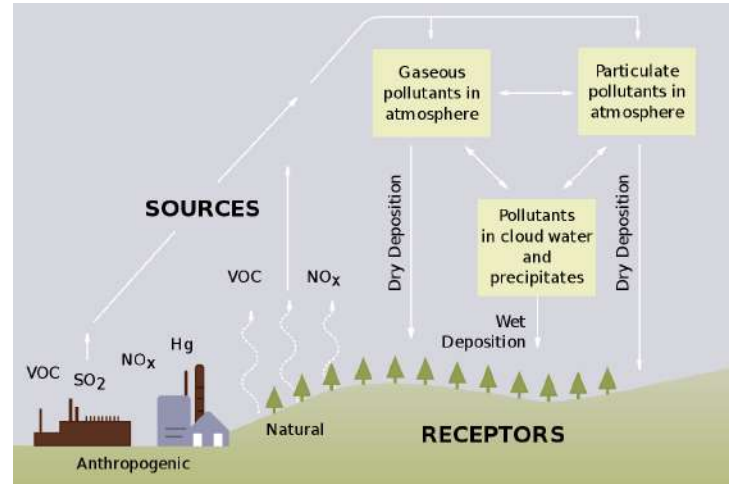 Gaseous
pollutants in
atmosphere
Particulate
pollutants in
atmosphere
Dry Deposition
Dry Deposition
SOURCES
Pollutants
in cloud water
and
precipitates
VOC
NOx
Wet
Deposition
VOC
SO2
NOx
Hg
Natural
RECEPTORS
Anthropogenic